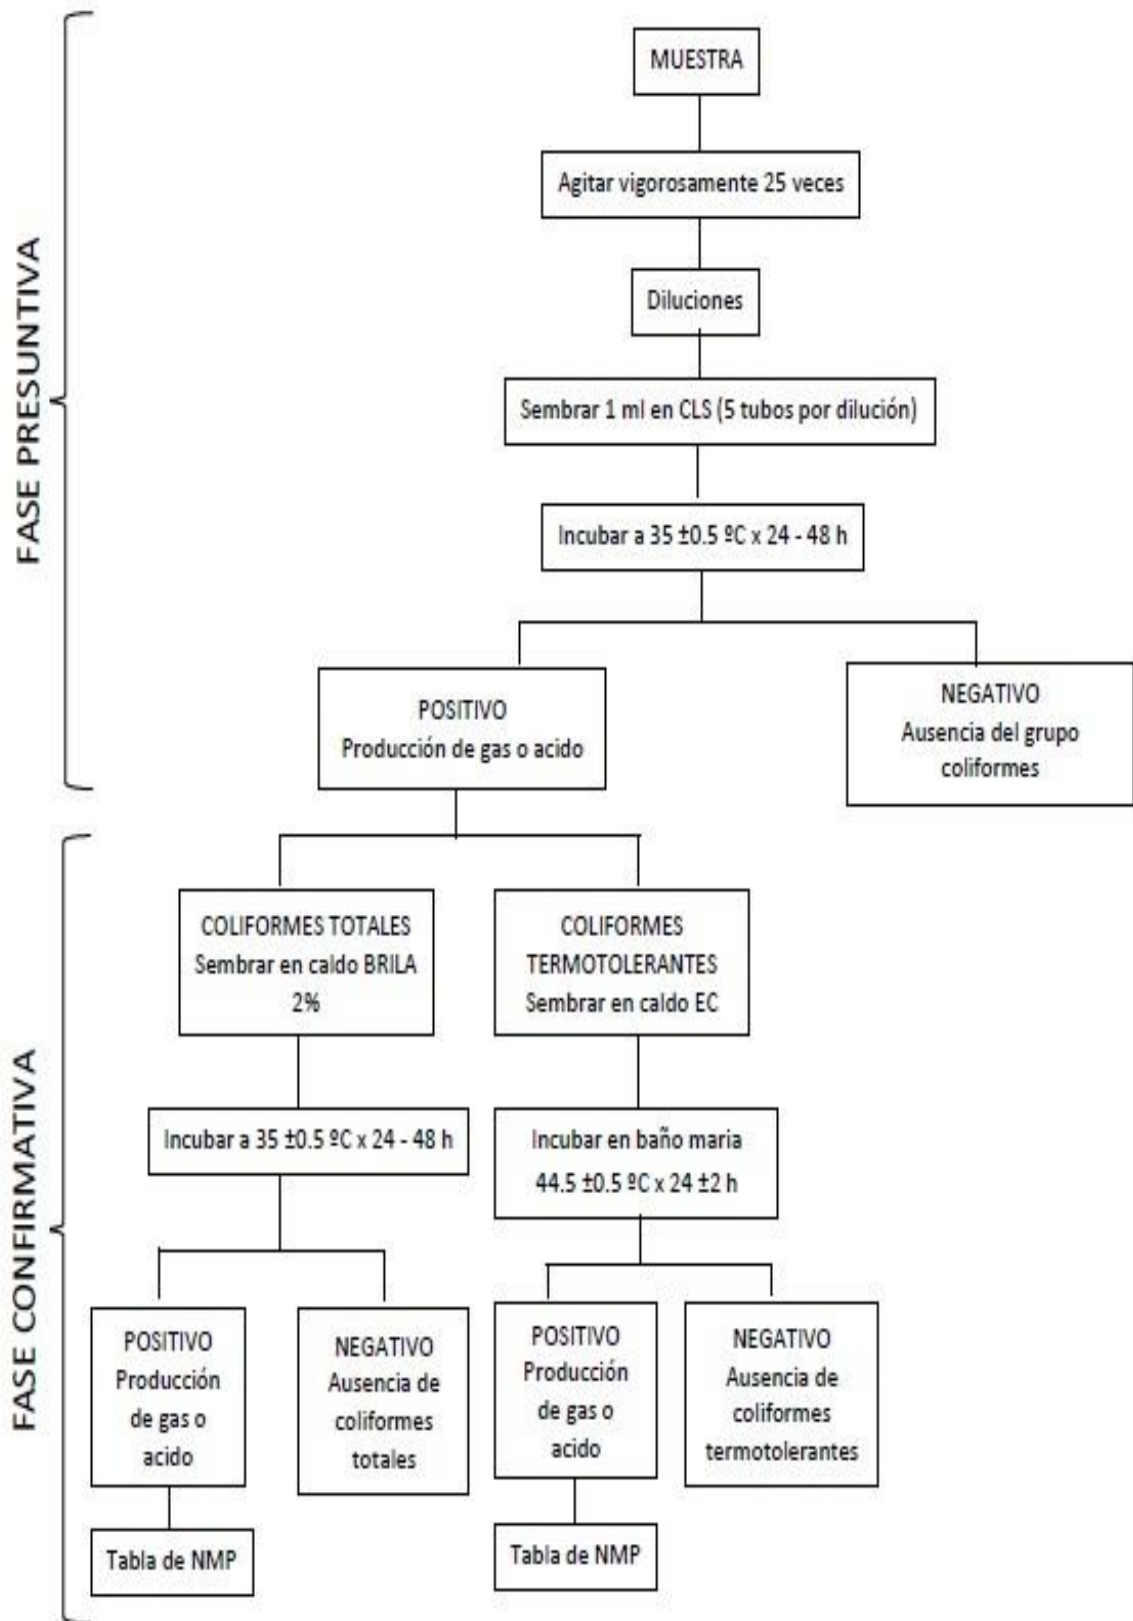 FASE PRESUNTIVA
MUESTRA
Agitar vigorosamente 25 veces
Diluciones
Sembrar 1 ml en CLS (5 tubos por dilución)
Incubar a 35 ±0.5 ºC x 24 - 48 h
POSITIVO
Producción de gas o acido
NEGATIVO
Ausencia del grupo
coliformes
FASE CONFIRMATIVA
COLIFORMES TOTALES
Sembrar en caldo BRILA
2%
COLIFORMES
TERMOTOLERANTES
Sembrar en caldo EC
Incubar a 35 ±0.5 ºC x 24 - 48 h
Incubar en baño maria
44.5 ±0.5 ºC x 24 ±2 h
POSITIVO
Producción
de gas o
acido
NEGATIVO
Ausencia de
coliformes
totales
POSITIVO
Producción
de gas o
acido
NEGATIVO
Ausencia de
coliformes
termotolerantes
Tabla de NMP
Tabla de NMP